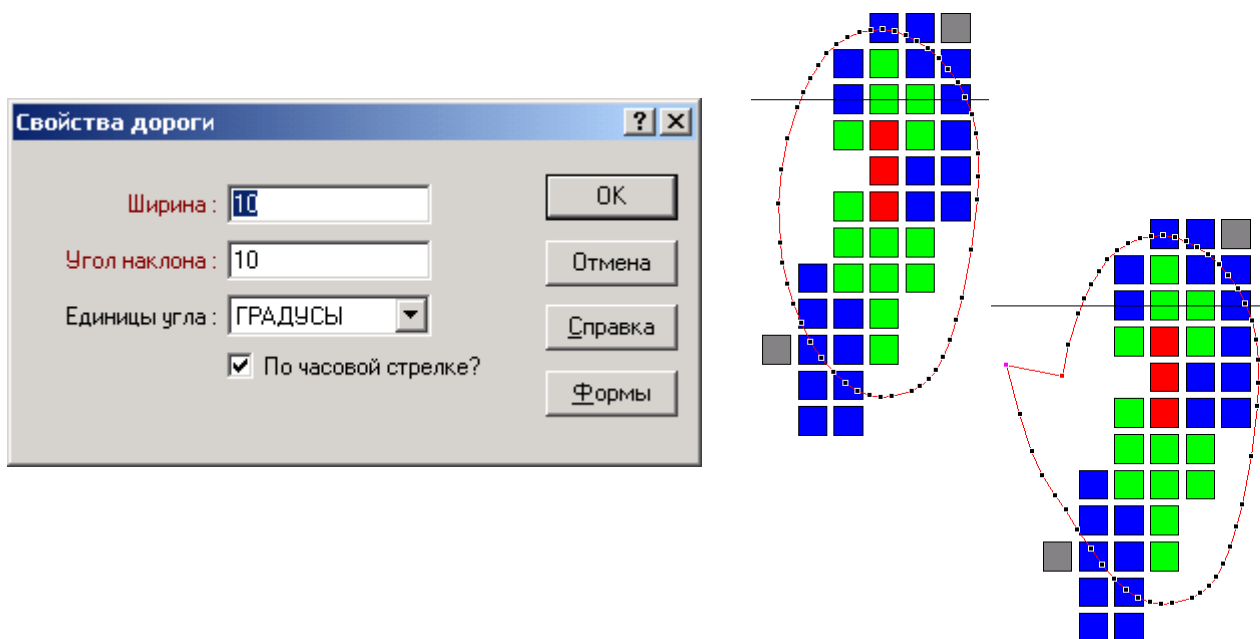 Свойства дороги
Ширина : 10
OK
Угол наклона : 10
Отмена
Единицы угла : ГРАДУСЫ
Справка
По часовой стрелке?
Формы